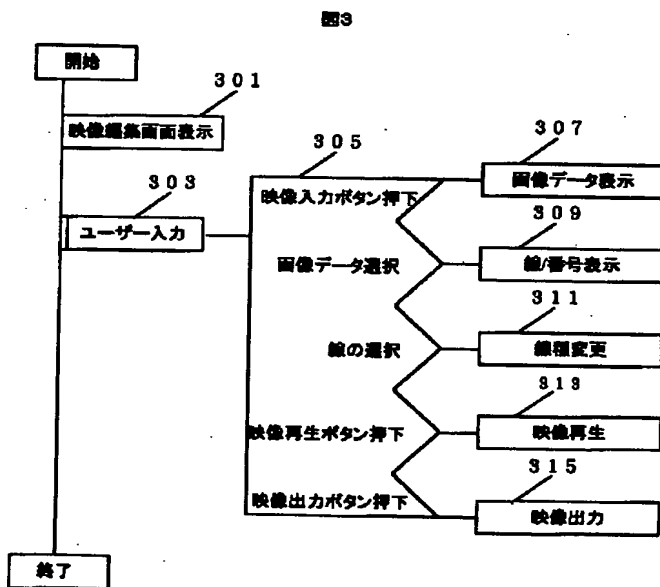 図3
開始
301
映像編集画面表示
303
ユーザー入力
305
映像入力ボタン押下
307
画像データ表示
画像データ選択
309
線/番号表示
線の選択
311
線種変更
映像再生ボタン押下
313
映像再生
映像出力ボタン押下
315
映像出力
終了